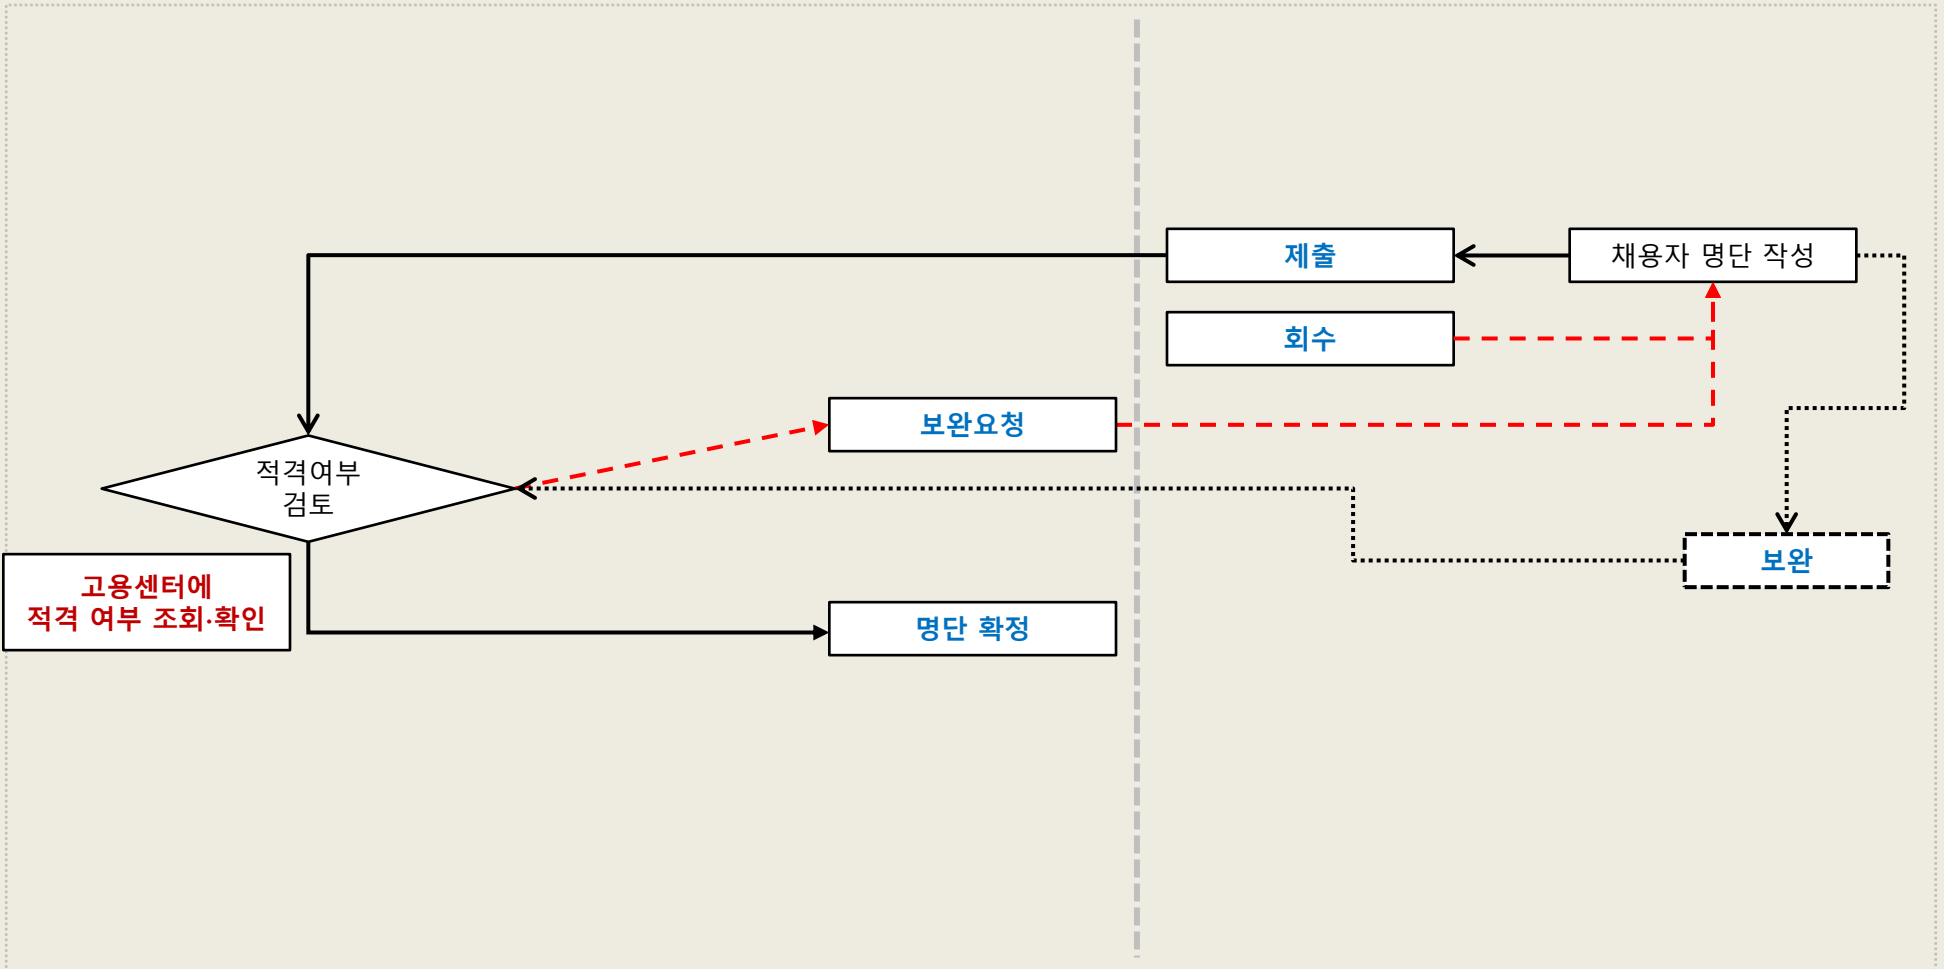 제출
채용자 명단 작성
회수
보완요청
적격여부
검토
보완
고용센터에
적격 여부 조회·확인
명단 확정